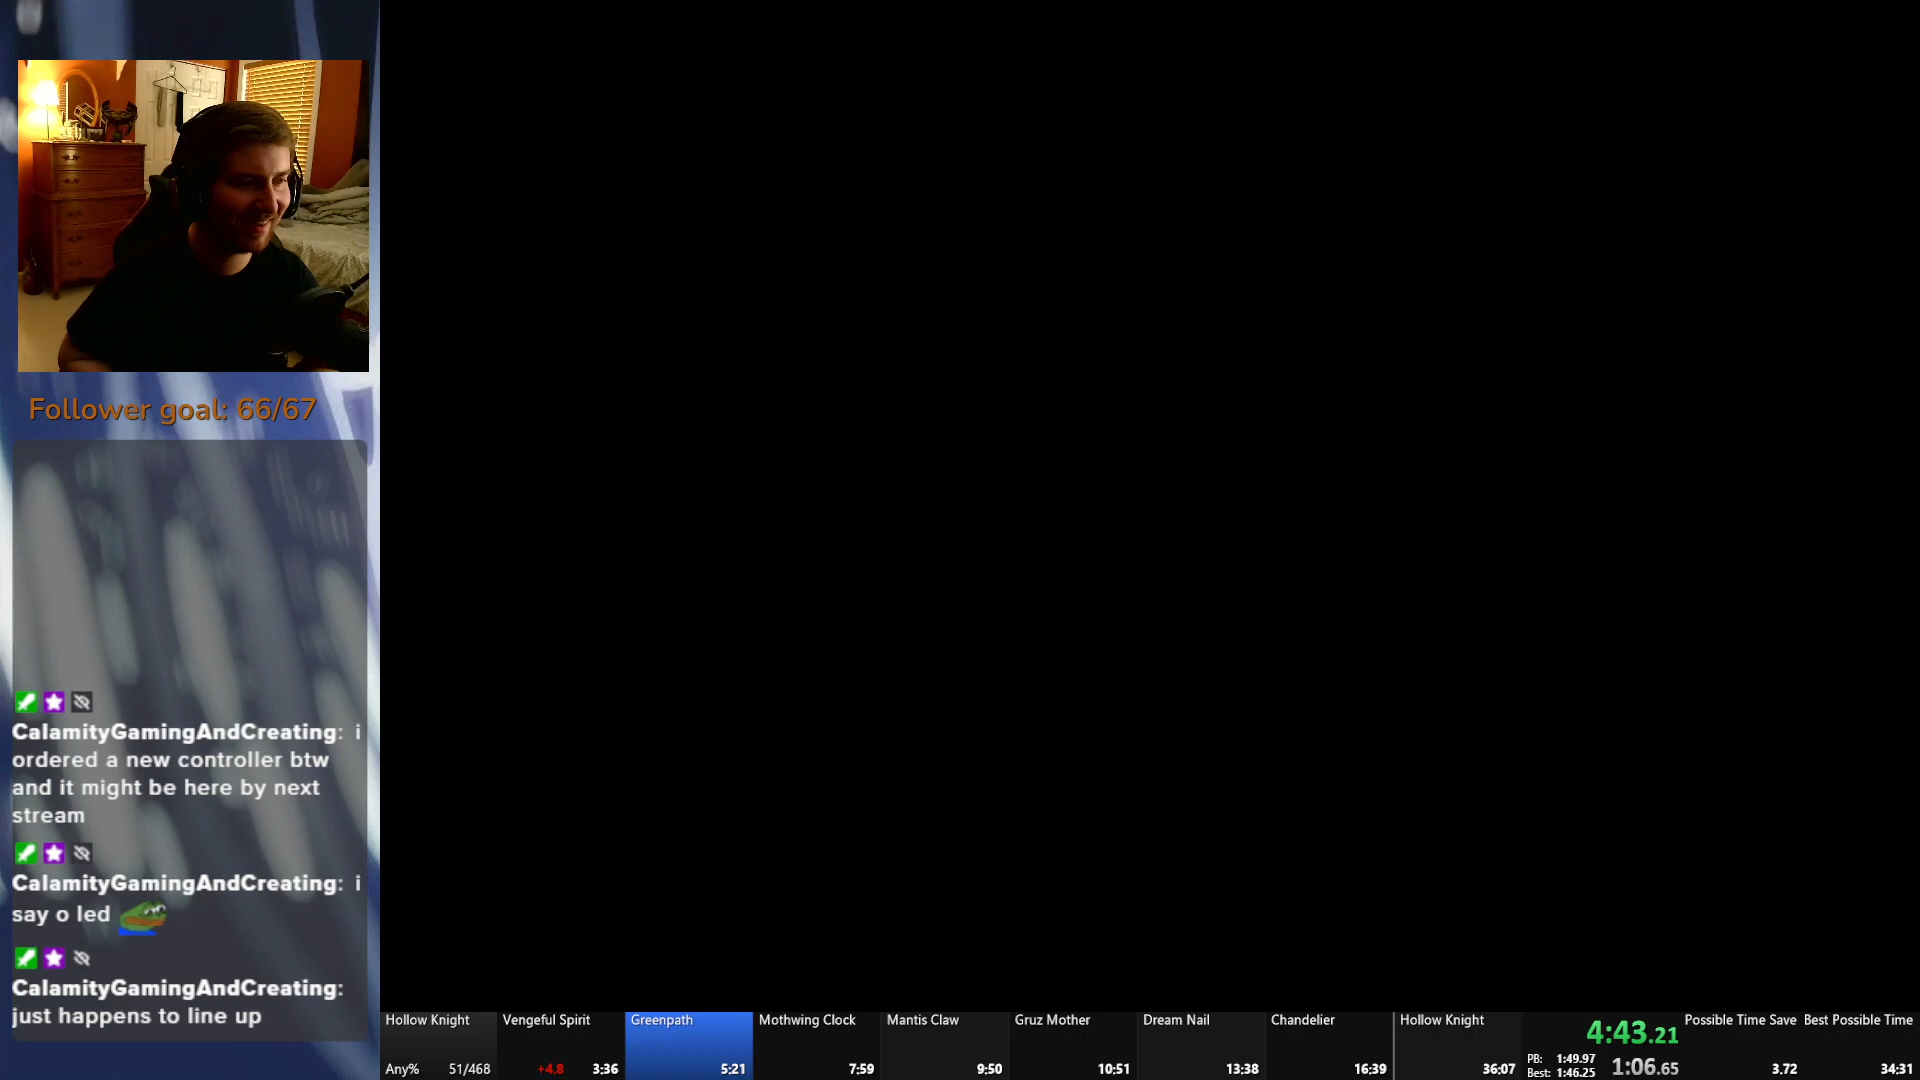 Follower goal: 66/67
CalamityGamingAndCreating: i
ordered a new controller btw
and it might be here by next
stream
CalamityGamingAndCreating: i
say o led
CalamityGamingAndCreating:
just happens to line up
Hollow Knight
Any% 51/468
Vengeful Spirit
+4.8 3:36
Greenpath
5:21
Mothwing Clock
7:59
Mantis Claw
9:50
Gruz Mother
10:51
Dream Nail
13:38
Chandelier
16:39
Hollow Knight
36:07
4:43.21
PB: 1:49.97
Best: 1:46.25
1:06.65
Possible Time Save
3.72
Best Possible Time
34:31